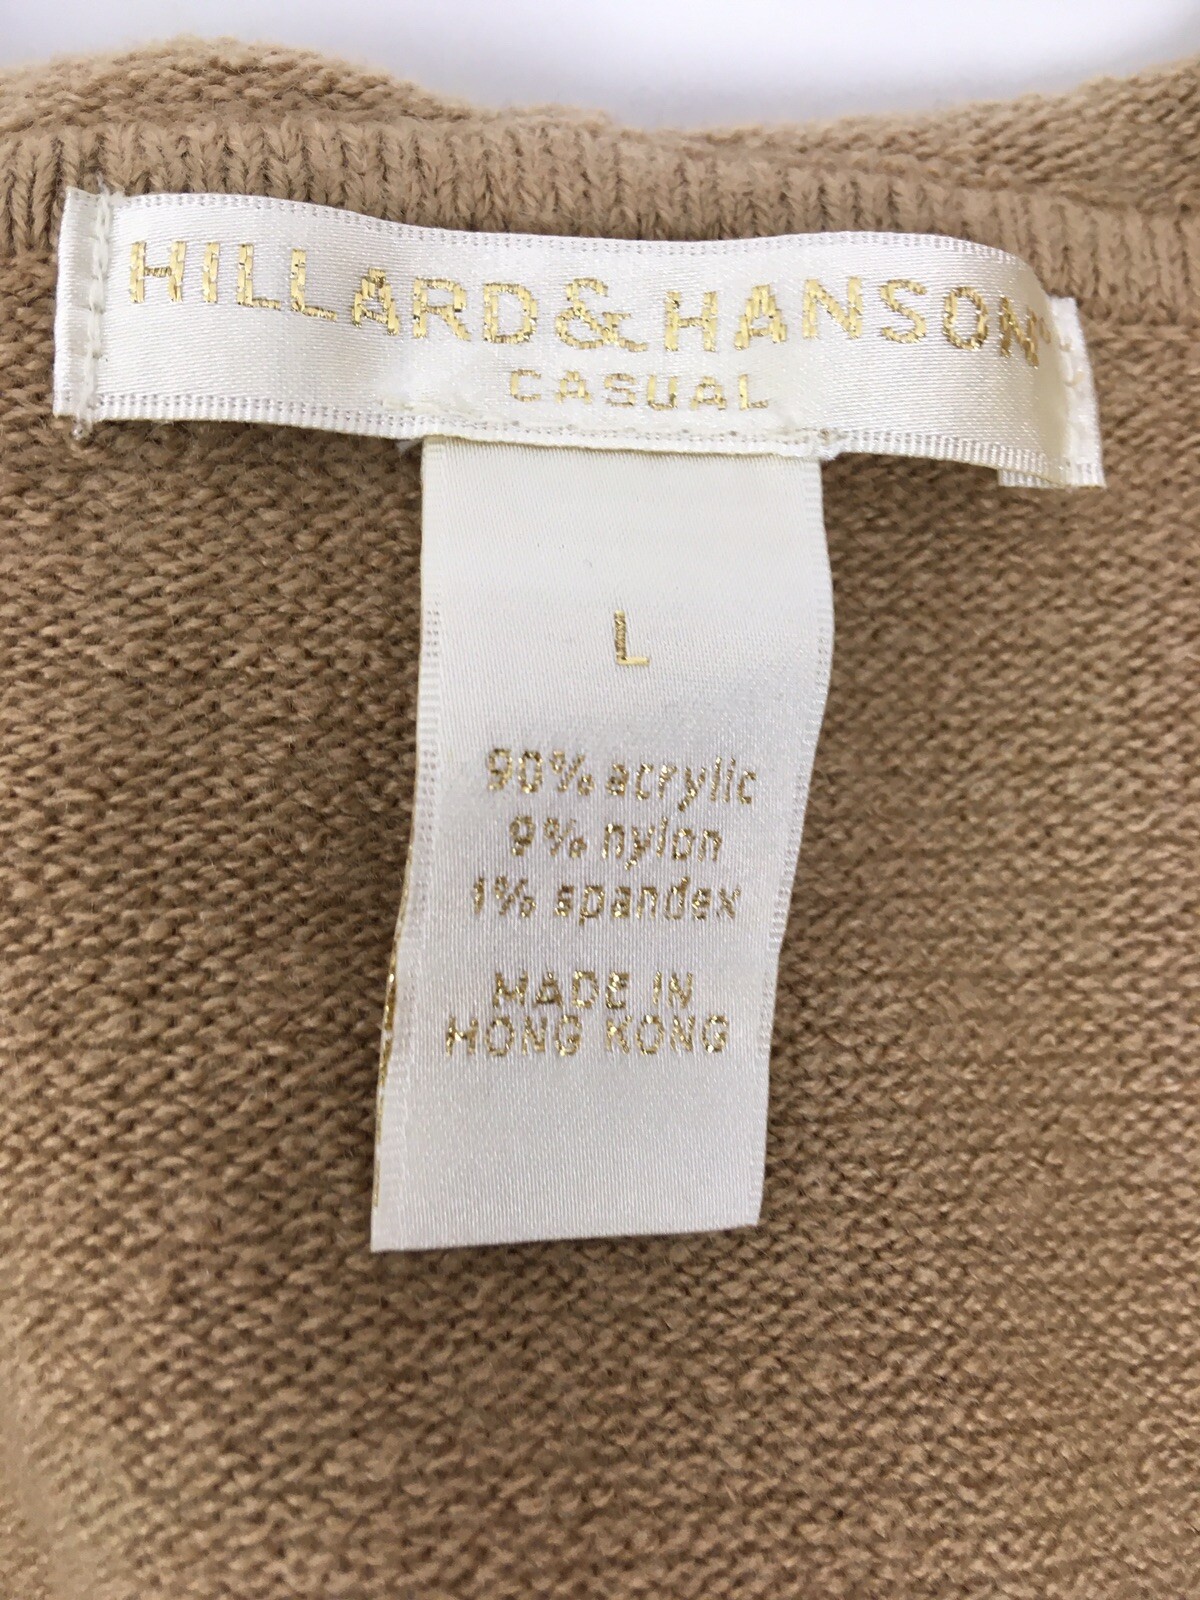 HILLARD & HANSON®
CASUAL
L
90% acrylic
9% nylon
1% spandex
MADE IN
HONG KONG